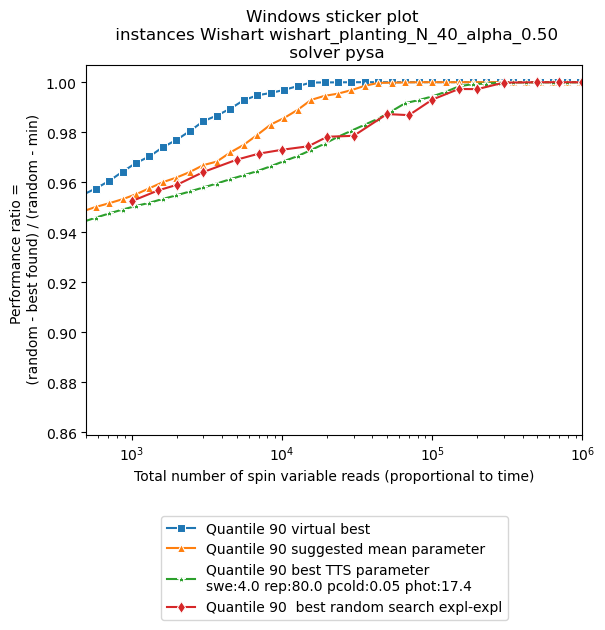 Windows sticker plot
instances Wishart wishart_planting_N_40_alpha_0.50
solver pysa
Performance ratio =
(random - best found) / (random - min)
1.00
0.98
0.96
0.94
0.92
0.90
0.88
0.86
10³ 10⁴ 10⁵ 10⁶
Total number of spin variable reads (proportional to time)
Quantile 90 virtual best
Quantile 90 suggested mean parameter
Quantile 90 best TTS parameter
swe:4.0 rep:80.0 pcold:0.05 phot:17.4
Quantile 90  best random search expl-expl